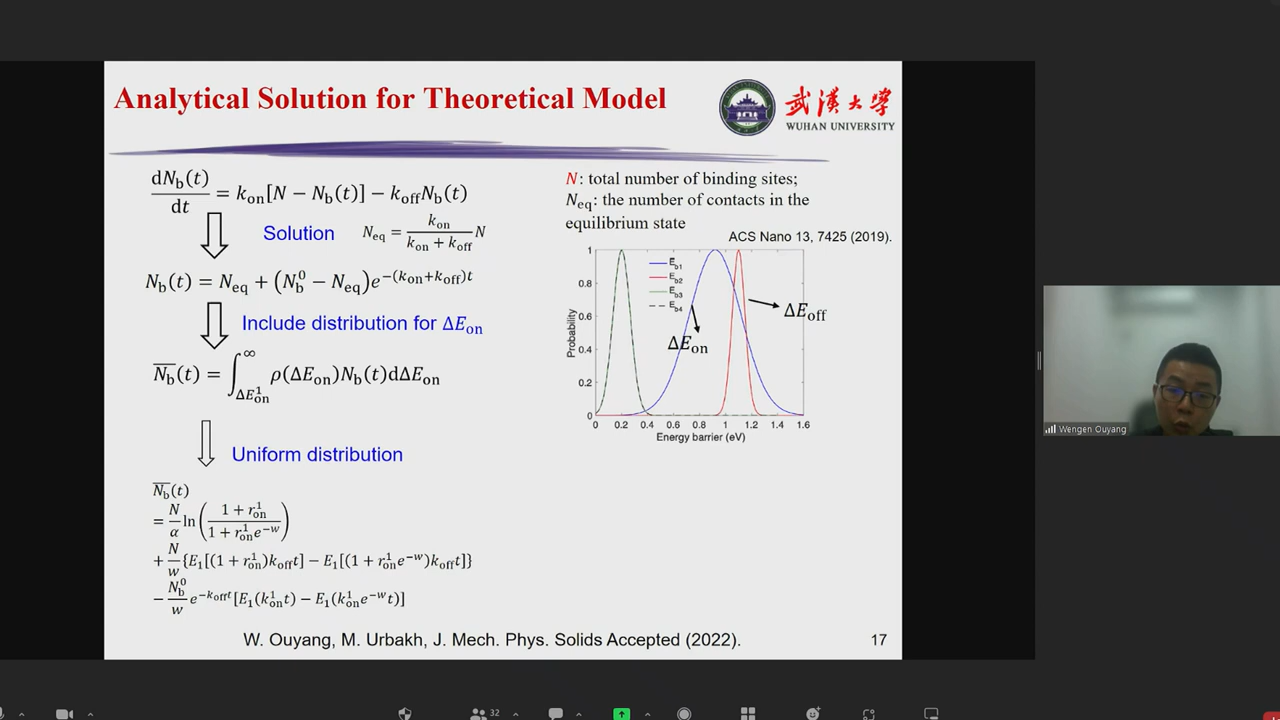 Analytical Solution for Theoretical Model
武汉大学
WUHAN UNIVERSITY
dN_b(t)/dt = k_on[N − N_b(t)] − k_off N_b(t)
Solution N_eq = k_on/(k_on + k_off) N
N_b(t) = N_eq + (N_b^0 − N_eq)e^{−(k_on+k_off)t}
Include distribution for ΔE_on
N̅_b(t) = ∫_{ΔE_on^1}^{∞} ρ(ΔE_on)N_b(t)dΔE_on
Uniform distribution
N̅_b(t)
= N/α ln((1 + r_on^1)/(1 + r_on^1 e^{−w}))
+ N/w {E_1[(1 + r_on^1)k_off t] − E_1[(1 + r_on^1 e^{−w})k_off t]}
− N_b^0/w e^{−k_off t}[E_1(k_on^1 t) − E_1(k_on^1 e^{−w} t)]
N: total number of binding sites;
N_eq: the number of contacts in the
equilibrium state
ACS Nano 13, 7425 (2019).
1
0.8
0.6
0.4
0.2
0
Probability
E_b1
E_b2
E_b3
E_b4
ΔE_on
ΔE_off
0 0.2 0.4 0.6 0.8 1 1.2 1.4 1.6
Energy barrier (eV)
W. Ouyang, M. Urbakh, J. Mech. Phys. Solids Accepted (2022).
17
Wengen Ouyang
32